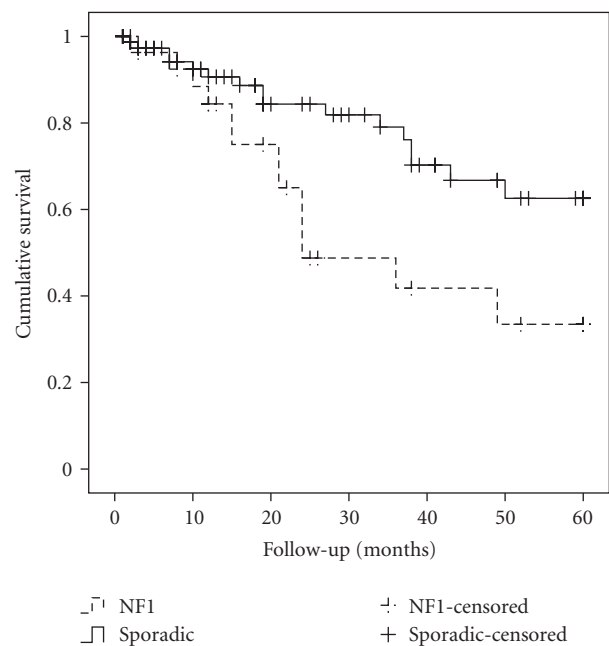 1
0.8
0.6
0.4
0.2
0
Cumulative survival
0 10 20 30 40 50 60
Follow-up (months)
NF1 NF1-censored
Sporadic Sporadic-censored